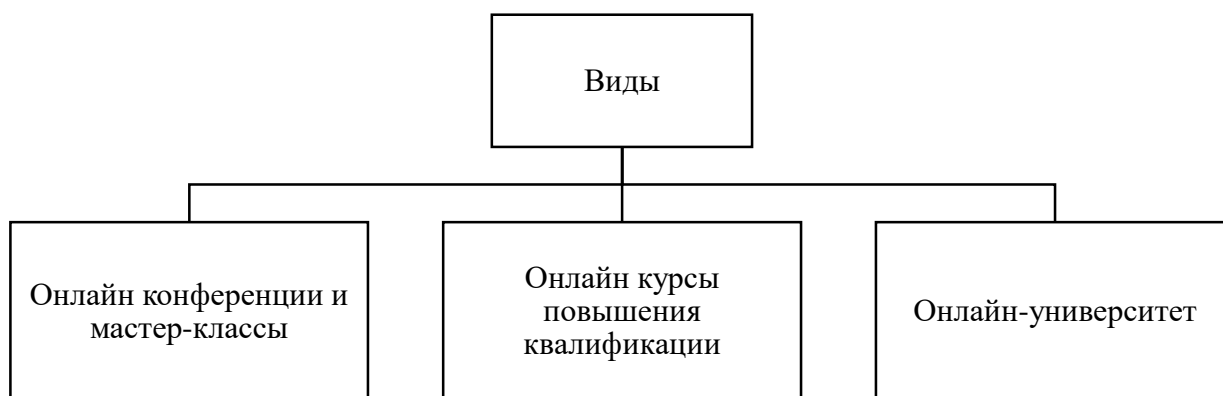 Виды
Онлайн конференции и
мастер-классы
Онлайн курсы
повышения
квалификации
Онлайн-университет